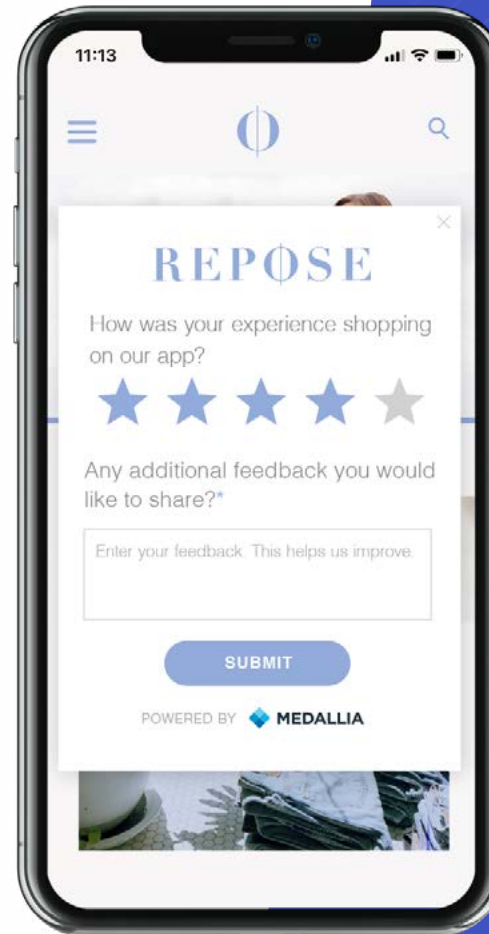 11:13
REPOSE
How was your experience shopping
on our app?
Any additional feedback you would
like to share?*
Enter your feedback. This helps us improve.
SUBMIT
POWERED BY MEDALLIA